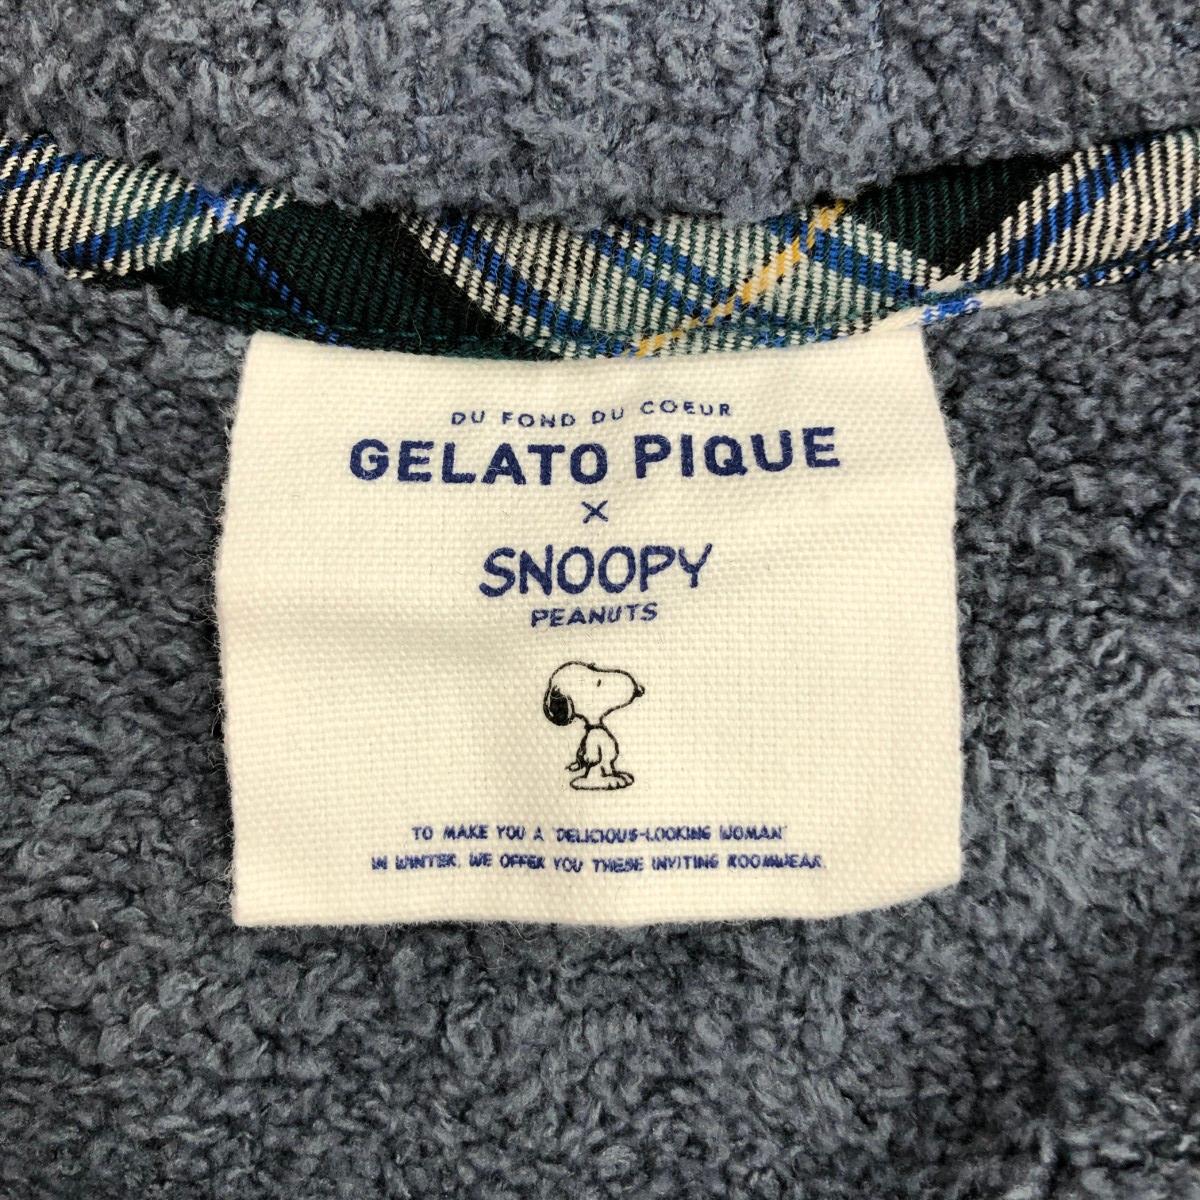 DU FOND DU COEUR
GELATO PIQUE
×
SNOOPY
PEANUTS
TO MAKE YOU A "DELICIOUS-LOOKING WOMAN"
IN WINTER, WE OFFER YOU THESE INVITING ROOMWEAR.